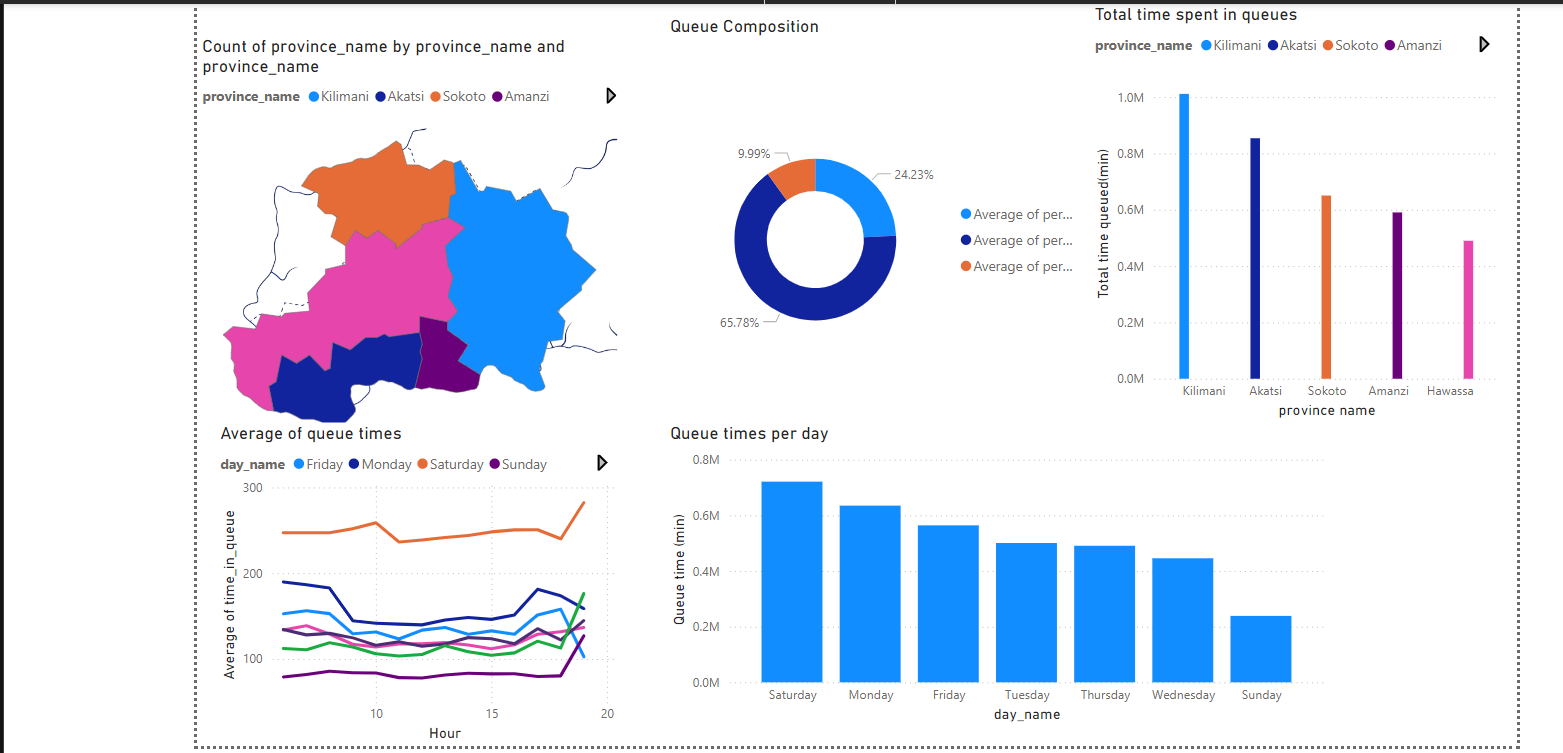 Count of province_name by province_name and
province_name
province_name Kilimani Akatsi Sokoto Amanzi
Queue Composition
9.99%
24.23%
65.78%
Average of per...
Average of per...
Average of per...
Total time spent in queues
province_name Kilimani Akatsi Sokoto Amanzi
Total time queued(min)
1.0M
0.8M
0.6M
0.4M
0.2M
0.0M
Kilimani Akatsi Sokoto Amanzi Hawassa
province name
Average of queue times
day_name Friday Monday Saturday Sunday
Average of time_in_queue
300
200
100
10 15 20
Hour
Queue times per day
Queue time (min)
0.8M
0.6M
0.4M
0.2M
0.0M
Saturday Monday Friday Tuesday Thursday Wednesday Sunday
day_name